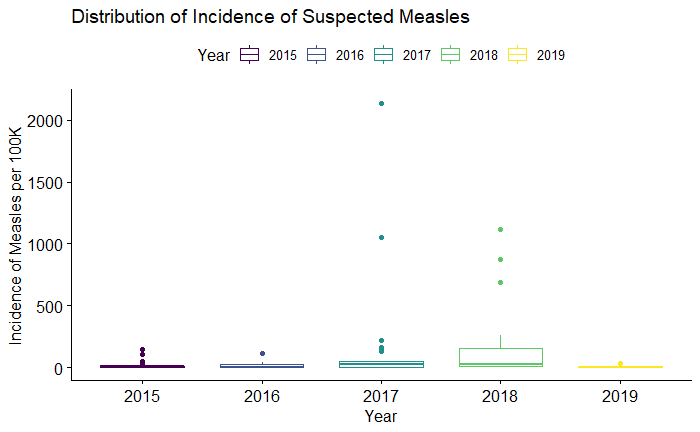 Distribution of Incidence of Suspected Measles
Year 2015 2016 2017 2018 2019
Incidence of Measles per 100K
2000
1500
1000
500
0
2015 2016 2017 2018 2019
Year